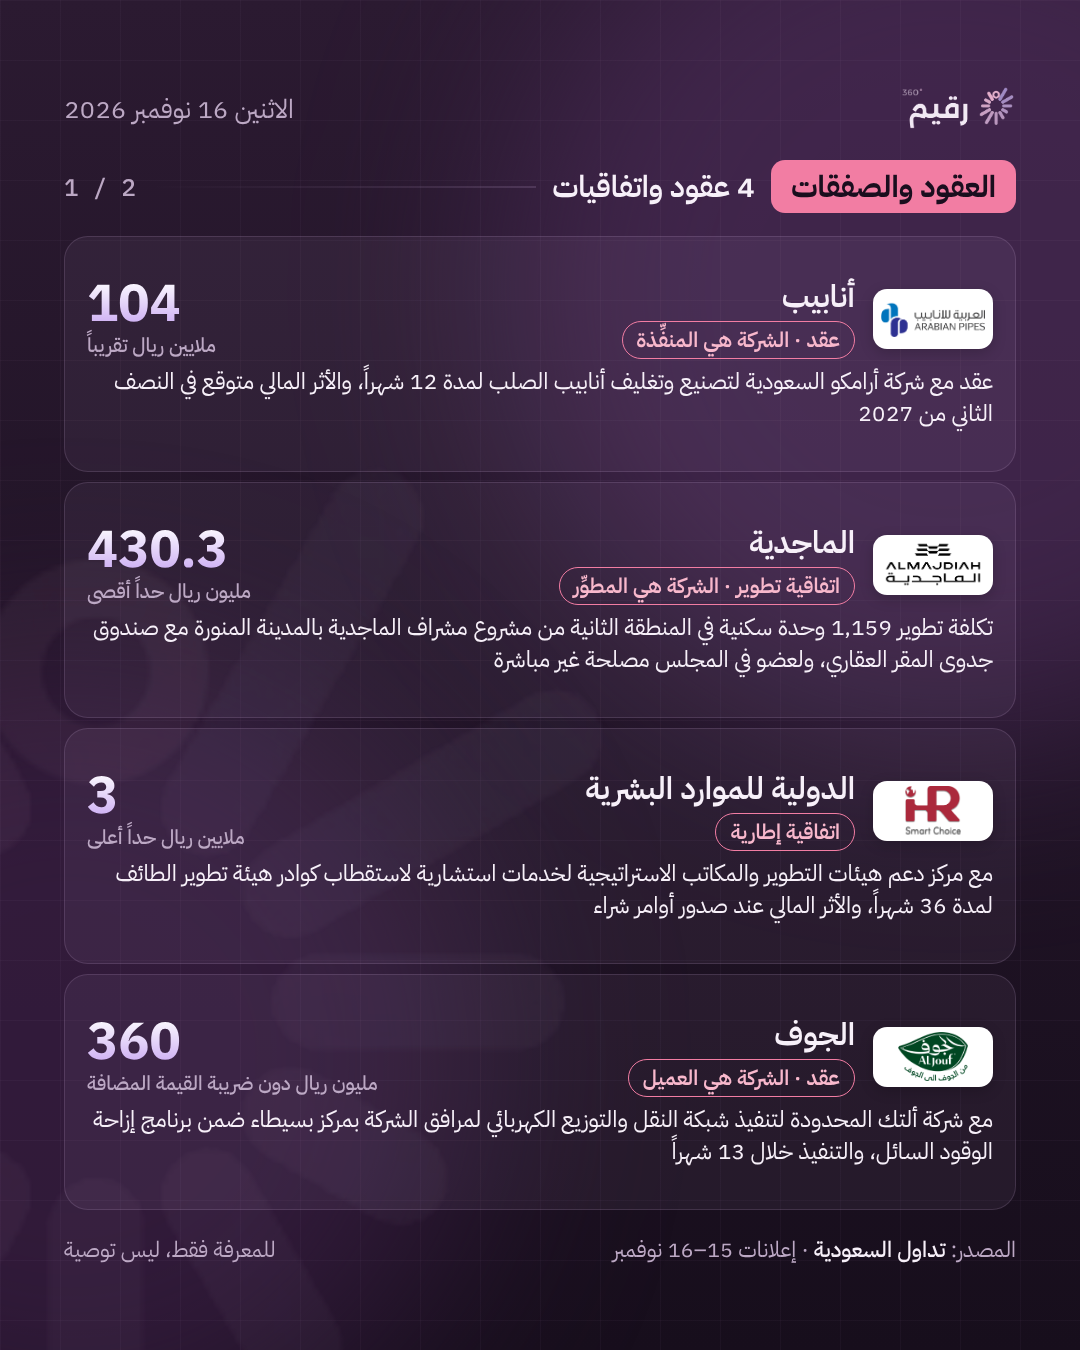 رقيم 360°
الاثنين 16 نوفمبر 2026
العقود والصفقات
4 عقود واتفاقيات
1 / 2
العربية للأنابيب
ARABIAN PIPES
أنابيب
عقد · الشركة هي المنفِّذة
104
ملايين ريال تقريباً
عقد مع شركة أرامكو السعودية لتصنيع وتغليف أنابيب الصلب لمدة 12 شهراً، والأثر المالي متوقع في النصف
الثاني من 2027
ALMAJDIAH
الماجدية
الماجدية
اتفاقية تطوير · الشركة هي المطوِّر
430.3
مليون ريال حداً أقصى
تكلفة تطوير 1,159 وحدة سكنية في المنطقة الثانية من مشروع مشراف الماجدية بالمدينة المنورة مع صندوق
جدوى المقر العقاري، ولعضو في المجلس مصلحة غير مباشرة
HR
Smart Choice
الدولية للموارد البشرية
اتفاقية إطارية
3
ملايين ريال حداً أعلى
مع مركز دعم هيئات التطوير والمكاتب الاستراتيجية لخدمات استشارية لاستقطاب كوادر هيئة تطوير الطائف
لمدة 36 شهراً، والأثر المالي عند صدور أوامر شراء
الجوف
Al Jouf
من الجوف الى الجوف
الجوف
عقد · الشركة هي العميل
360
مليون ريال دون ضريبة القيمة المضافة
مع شركة ألتك المحدودة لتنفيذ شبكة النقل والتوزيع الكهربائي لمرافق الشركة بمركز بسيطاء ضمن برنامج إزاحة
الوقود السائل، والتنفيذ خلال 13 شهراً
المصدر: تداول السعودية · إعلانات 15–16 نوفمبر
للمعرفة فقط، ليس توصية